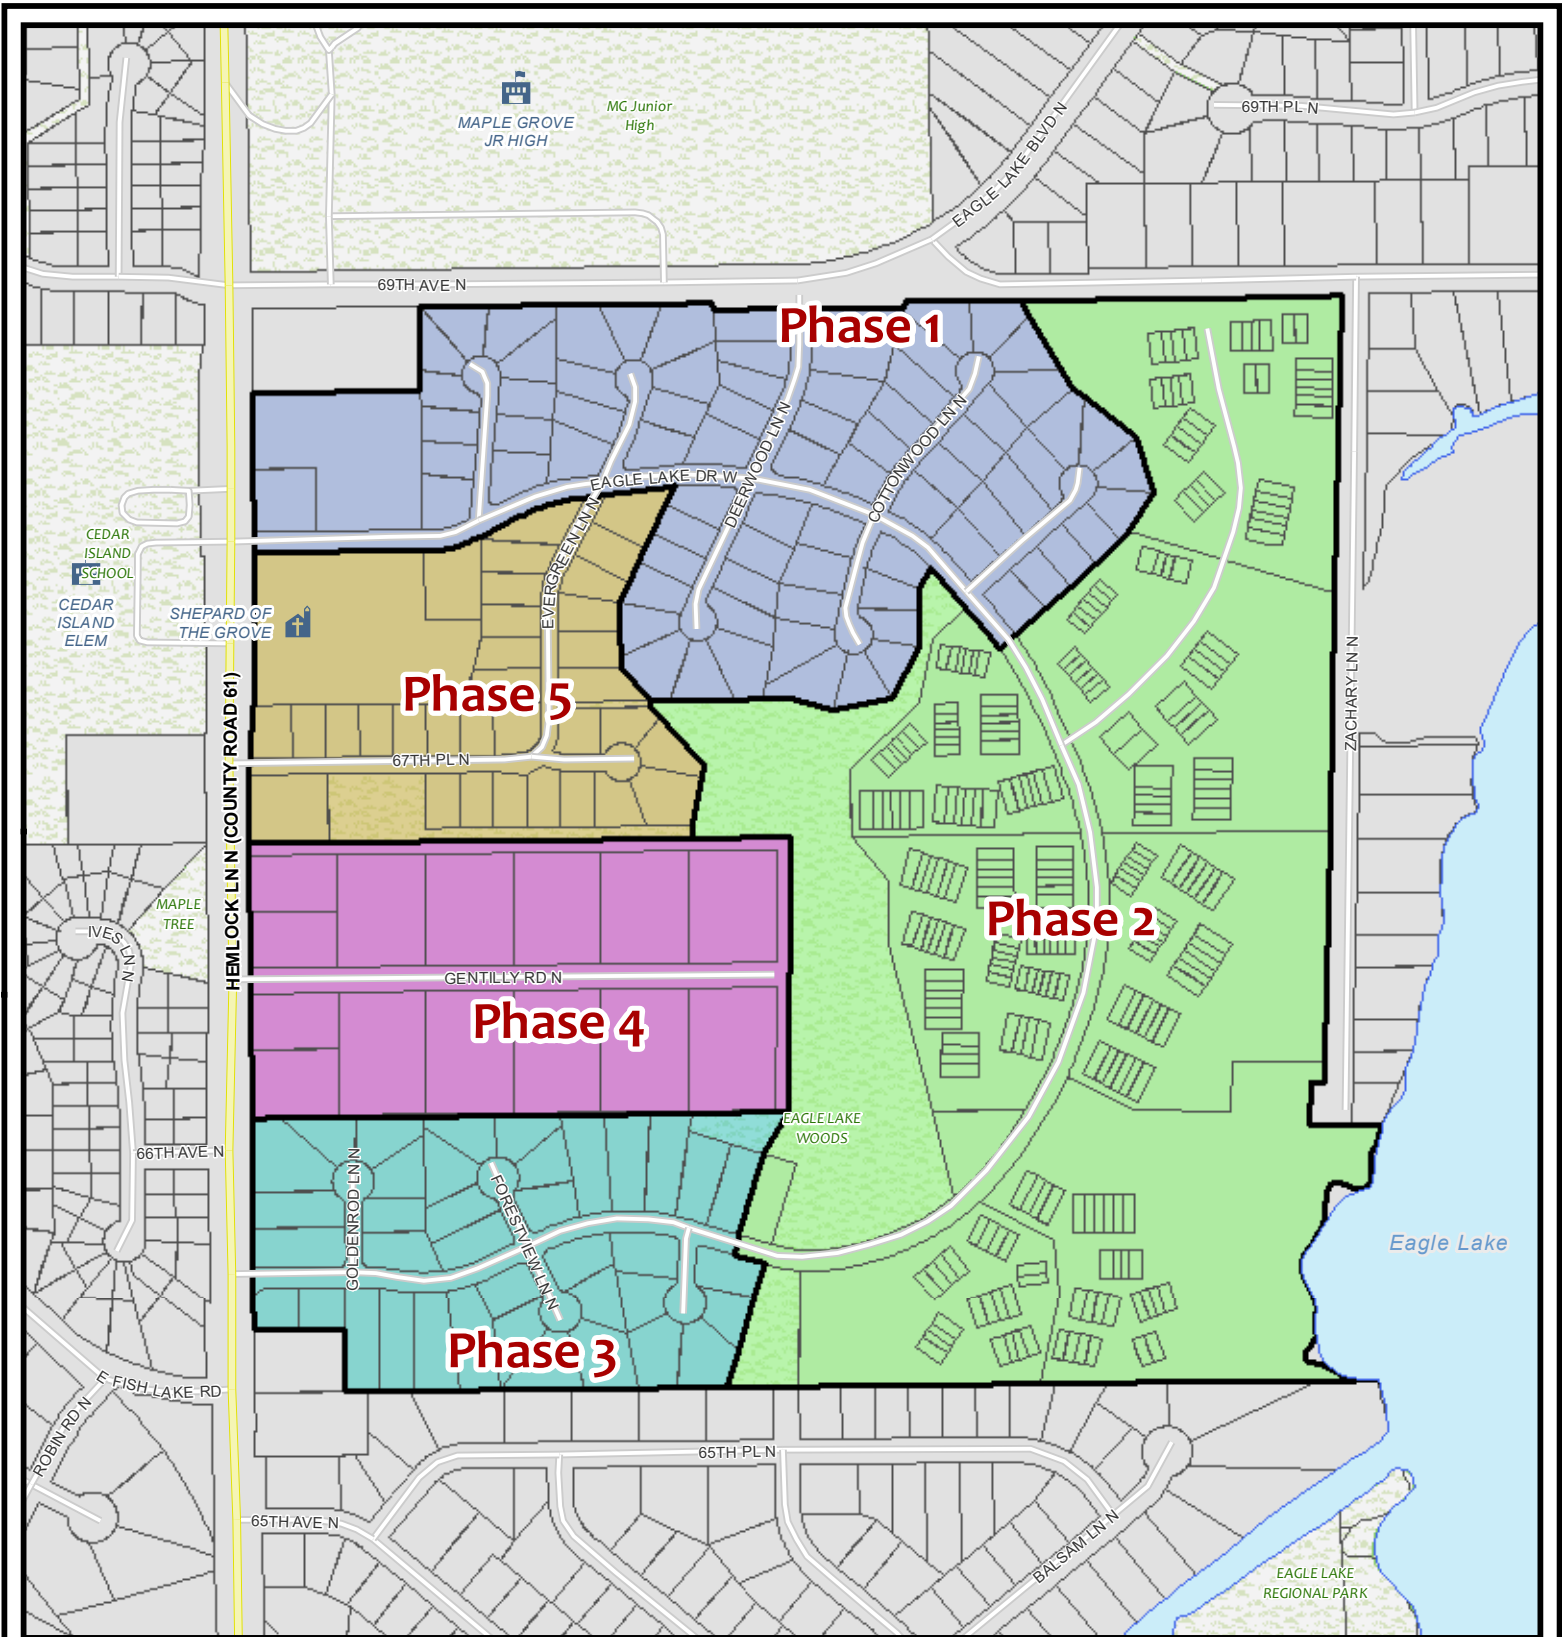 MAPLE GROVE
JR HIGH
MG Junior
High
EAGLE LAKE BLVD N
69TH PL N
69TH AVE N
Phase 1
EAGLE LAKE DR W
DEERWOOD LN N
COTTONWOOD LN N
EVERGREEN LN N
CEDAR
ISLAND
SCHOOL
CEDAR
ISLAND
ELEM
SHEPARD OF
THE GROVE
HEMLOCK LN N (COUNTY ROAD 61)
ZACHARY LN N
Phase 5
67TH PL N
MAPLE
TREE
IVES LN N
Phase 2
GENTILLY RD N
Phase 4
EAGLE LAKE
WOODS
66TH AVE N
GOLDENROD LN N
FORESTVIEW LN N
Eagle Lake
Phase 3
E FISH LAKE RD
ROBIN RD N
65TH PL N
65TH AVE N
BALSAM LN N
EAGLE LAKE
REGIONAL PARK